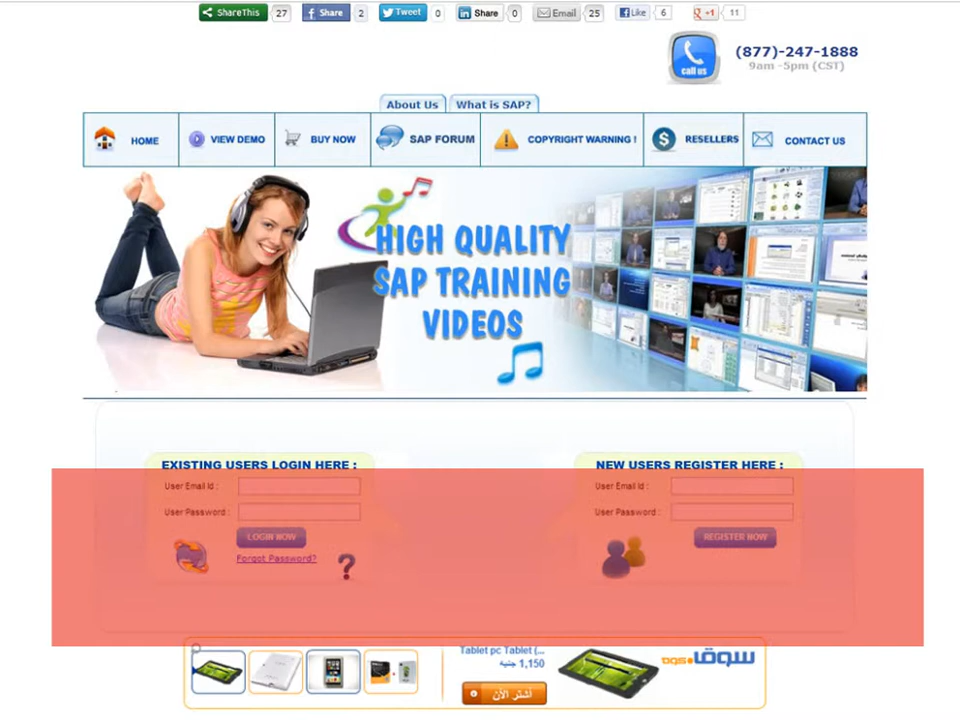 ShareThis 27 Share 2 Tweet 0 Share 0 Email 25 Like 6 +1 11
(877)-247-1888
call us
9am -5pm (CST)
About Us What is SAP?
HOME VIEW DEMO BUY NOW SAP FORUM COPYRIGHT WARNING ! RESELLERS CONTACT US
HIGH QUALITY
SAP TRAINING
VIDEOS
EXISTING USERS LOGIN HERE : NEW USERS REGISTER HERE :
User Email Id : User Email Id :
User Password : User Password :
LOGIN NOW REGISTER NOW
Forgot Password?
Tablet pc Tablet (...
1,150 جنيه
سوق.com
أشتر الأن